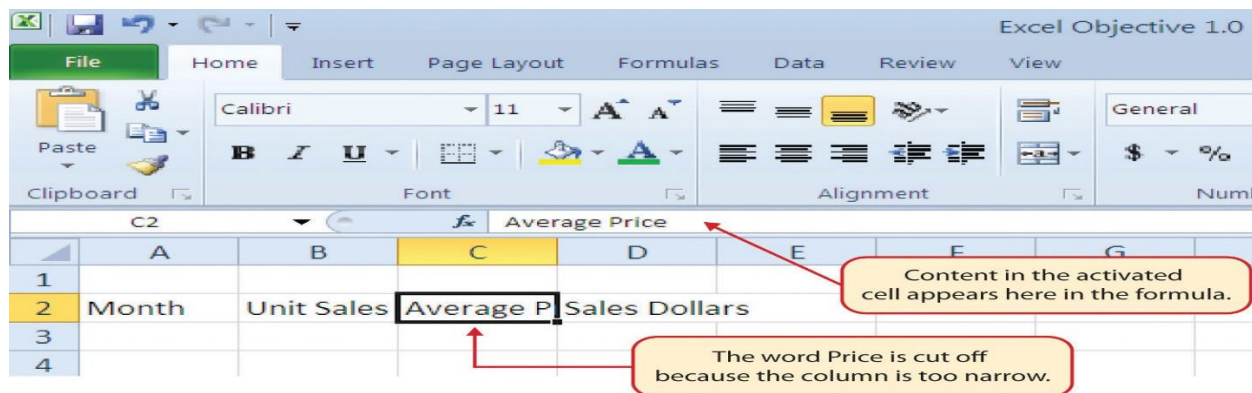 Excel Objective 1.0
File Home Insert Page Layout Formulas Data Review View
Calibri 11 A A General
Paste B I U A $ %
Clipboard Font Alignment
C2 fx Average Price
A B C D E F G
1
Content in the activated
cell appears here in the formula.
2 Month Unit Sales Average P Sales Dollars
3
The word Price is cut off
because the column is too narrow.
4